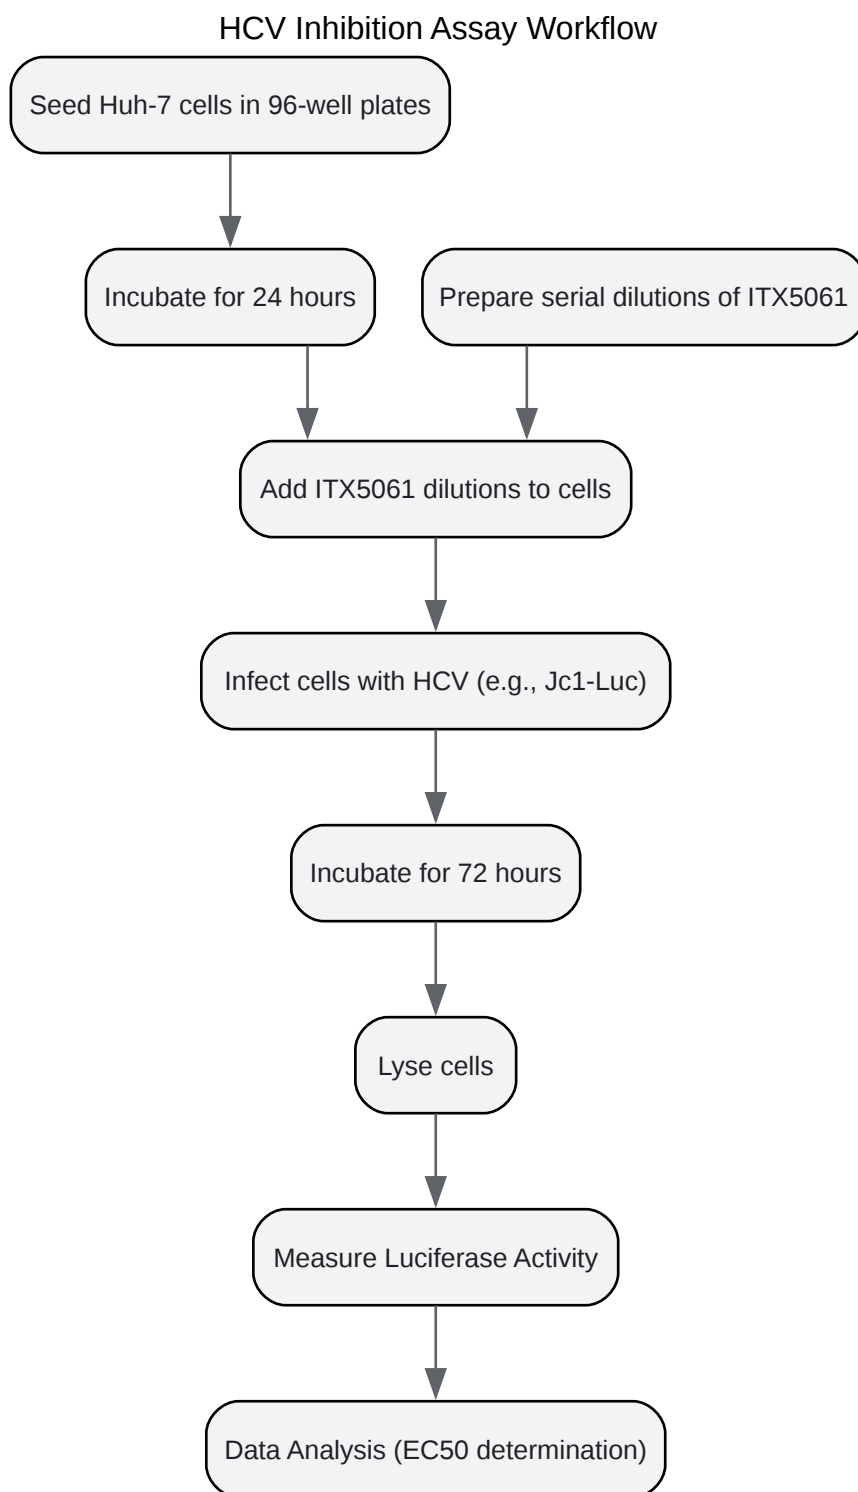 HCV Inhibition Assay Workflow
Seed Huh-7 cells in 96-well plates
Incubate for 24 hours
Prepare serial dilutions of ITX5061
Add ITX5061 dilutions to cells
Infect cells with HCV (e.g., Jc1-Luc)
Incubate for 72 hours
Lyse cells
Measure Luciferase Activity
Data Analysis (EC50 determination)